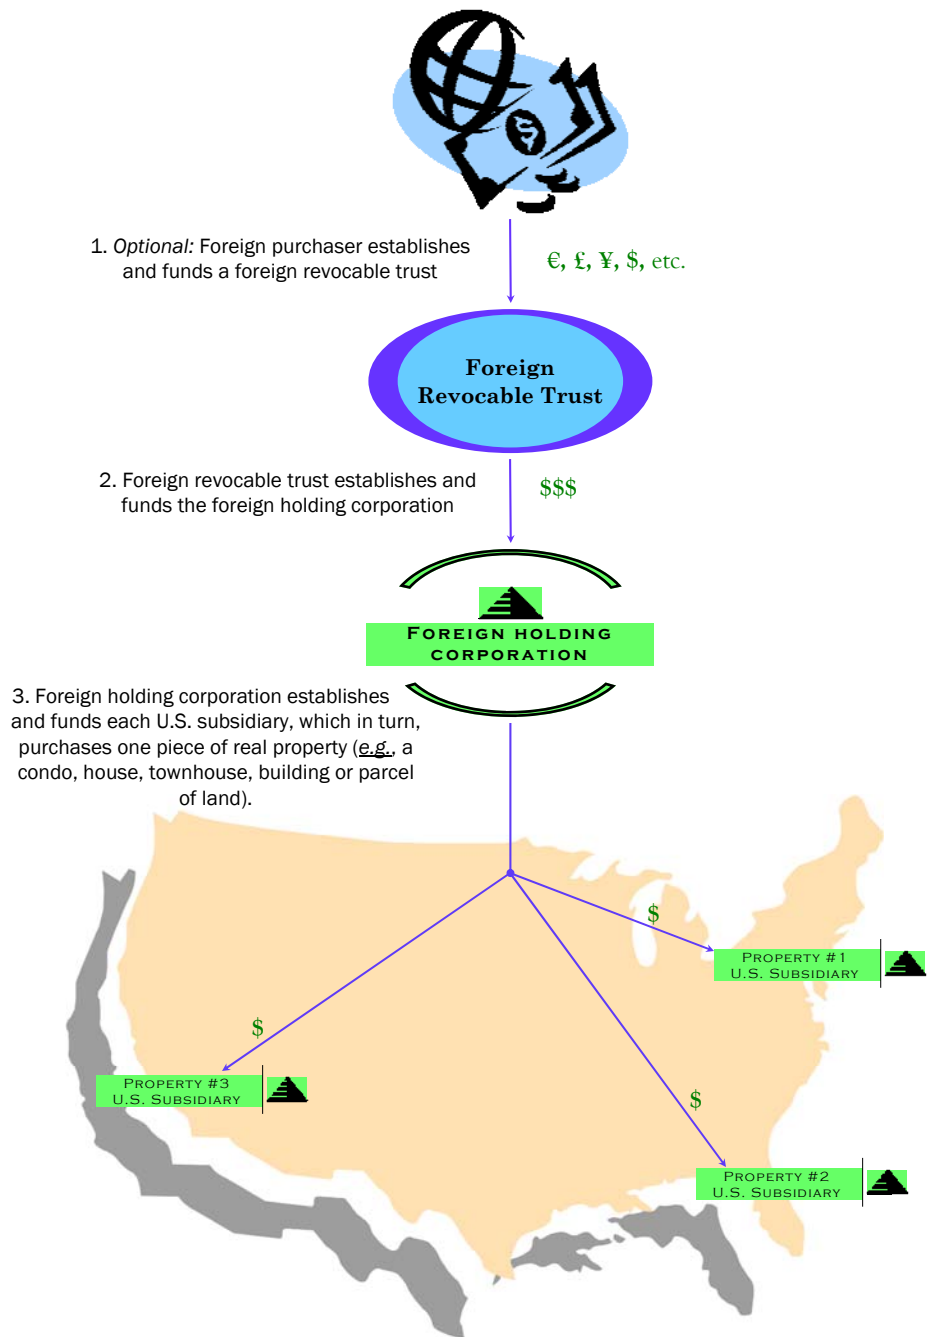 1. Optional: Foreign purchaser establishes
and funds a foreign revocable trust
€, £, ¥, $, etc.
Foreign
Revocable Trust
2. Foreign revocable trust establishes and
funds the foreign holding corporation
$$$
FOREIGN HOLDING
CORPORATION
3. Foreign holding corporation establishes
and funds each U.S. subsidiary, which in turn,
purchases one piece of real property (e.g., a
condo, house, townhouse, building or parcel
of land).
$
PROPERTY #1
U.S. SUBSIDIARY
$
PROPERTY #3
U.S. SUBSIDIARY
$
PROPERTY #2
U.S. SUBSIDIARY